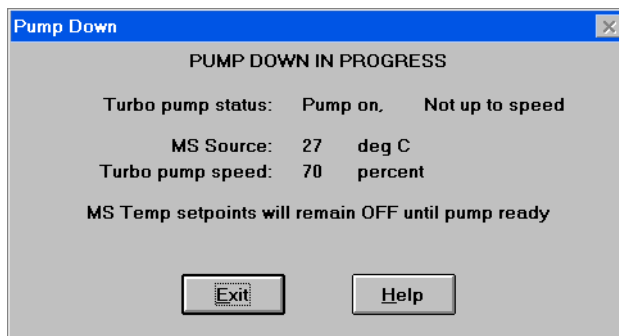 Pump Down
PUMP DOWN IN PROGRESS
Turbo pump status: Pump on, Not up to speed
MS Source: 27 deg C
Turbo pump speed: 70 percent
MS Temp setpoints will remain OFF until pump ready
Exit Help